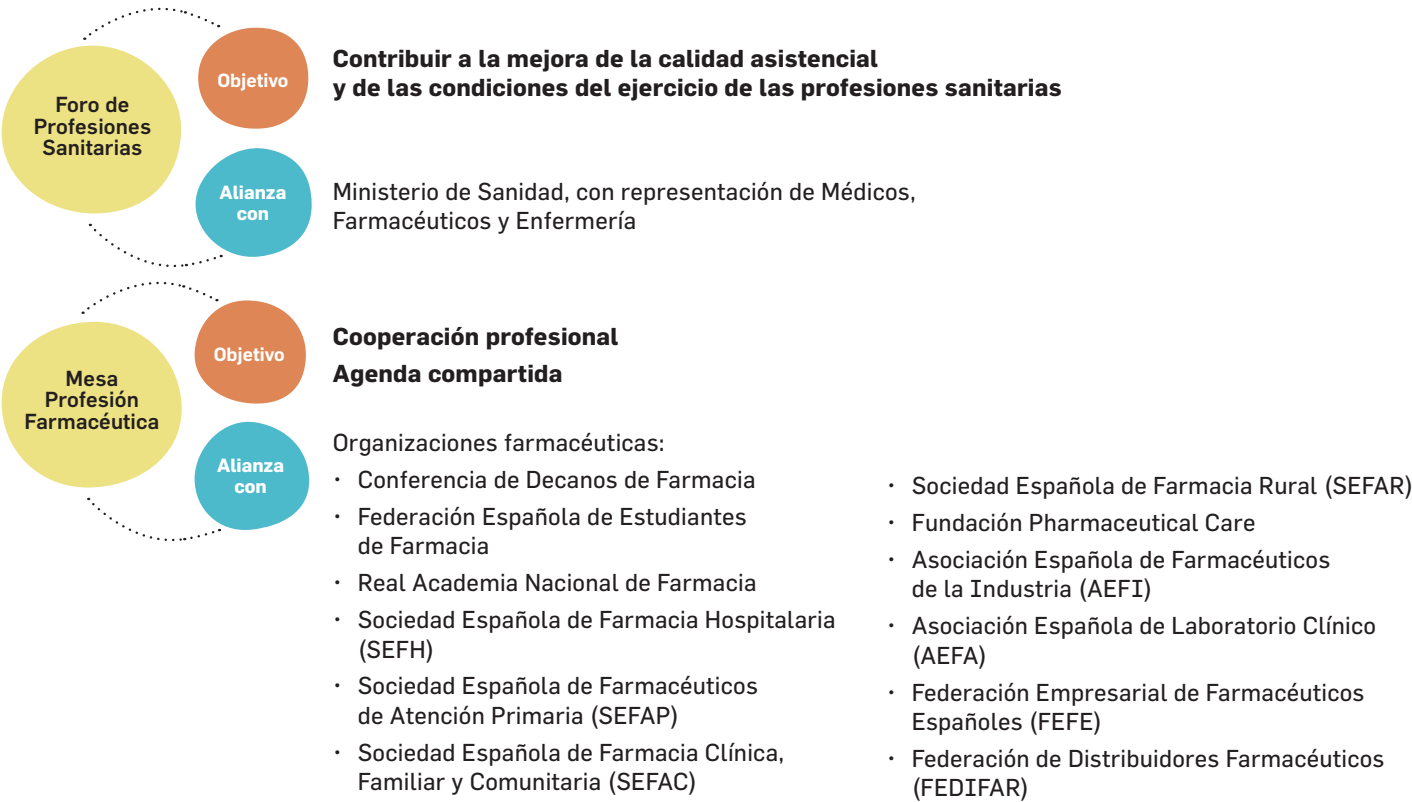 Foro de
Profesiones
Sanitarias
Objetivo
Contribuir a la mejora de la calidad asistencial
y de las condiciones del ejercicio de las profesiones sanitarias
Alianza
con
Ministerio de Sanidad, con representación de Médicos,
Farmacéuticos y Enfermería
Mesa
Profesión
Farmacéutica
Objetivo
Cooperación profesional
Agenda compartida
Alianza
con
Organizaciones farmacéuticas:
· Conferencia de Decanos de Farmacia
· Federación Española de Estudiantes
de Farmacia
· Real Academia Nacional de Farmacia
· Sociedad Española de Farmacia Hospitalaria
(SEFH)
· Sociedad Española de Farmacéuticos
de Atención Primaria (SEFAP)
· Sociedad Española de Farmacia Clínica,
Familiar y Comunitaria (SEFAC)
· Sociedad Española de Farmacia Rural (SEFAR)
· Fundación Pharmaceutical Care
· Asociación Española de Farmacéuticos
de la Industria (AEFI)
· Asociación Española de Laboratorio Clínico
(AEFA)
· Federación Empresarial de Farmacéuticos
Españoles (FEFE)
· Federación de Distribuidores Farmacéuticos
(FEDIFAR)